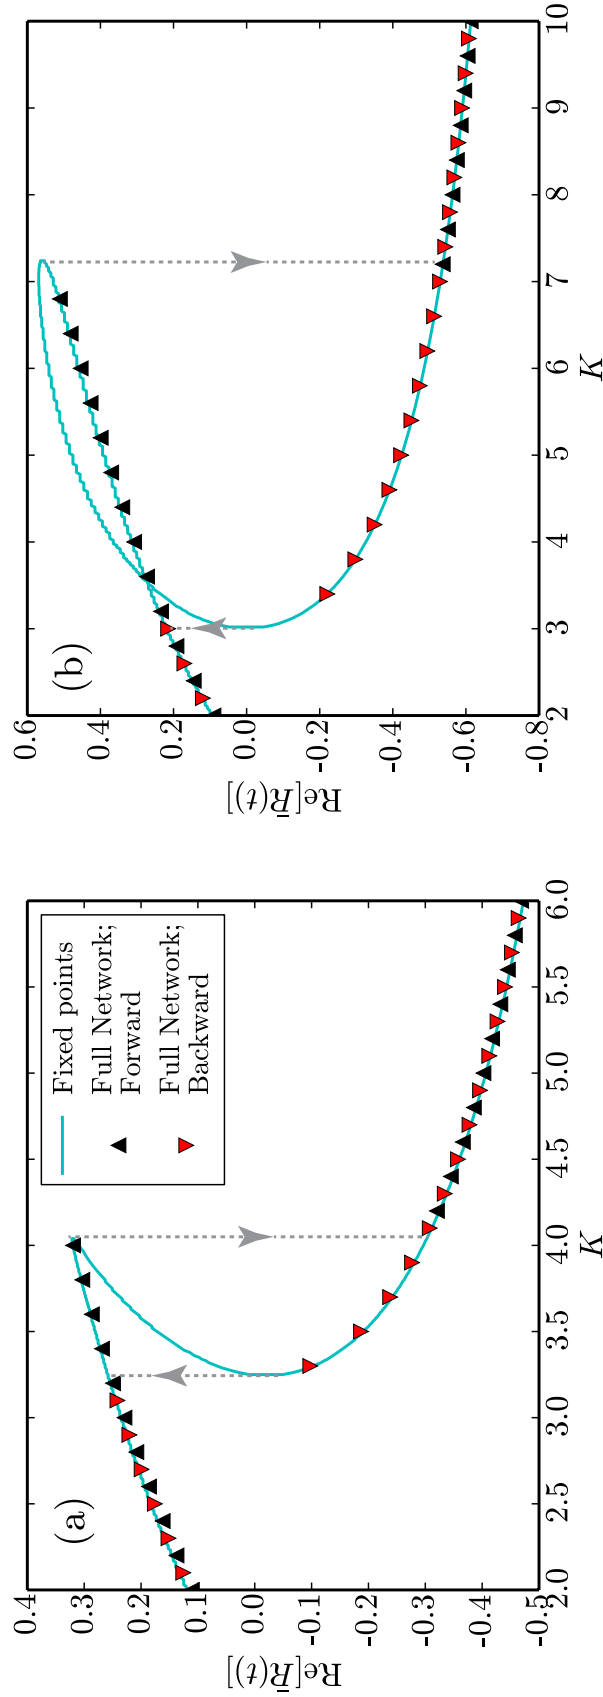 (a)
0.4
0.3
0.2
0.1
0.0
-0.1
-0.2
-0.3
-0.4
-0.5
2.0 2.5 3.0 3.5 4.0 4.5 5.0 5.5 6.0
K
Re[R̄(t)]
Fixed points
Full Network;
Forward
Full Network;
Backward
(b)
0.6
0.4
0.2
0.0
-0.2
-0.4
-0.6
-0.8
2 3 4 5 6 7 8 9 10
K
Re[R̄(t)]